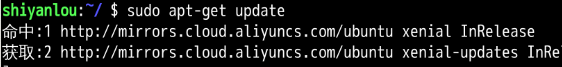 shiyanlou:~/ $ sudo apt-get update
命中:1 http://mirrors.cloud.aliyuncs.com/ubuntu xenial InRelease
获取:2 http://mirrors.cloud.aliyuncs.com/ubuntu xenial-updates InRel